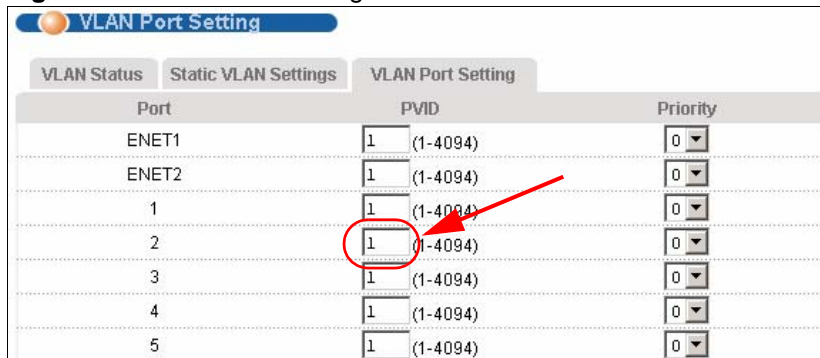 VLAN Port Setting
VLAN Status Static VLAN Settings VLAN Port Setting
Port PVID Priority
ENET1 1 (1-4094) 0
ENET2 1 (1-4094) 0
1 1 (1-4094) 0
2 1 (1-4094) 0
3 1 (1-4094) 0
4 1 (1-4094) 0
5 1 (1-4094) 0